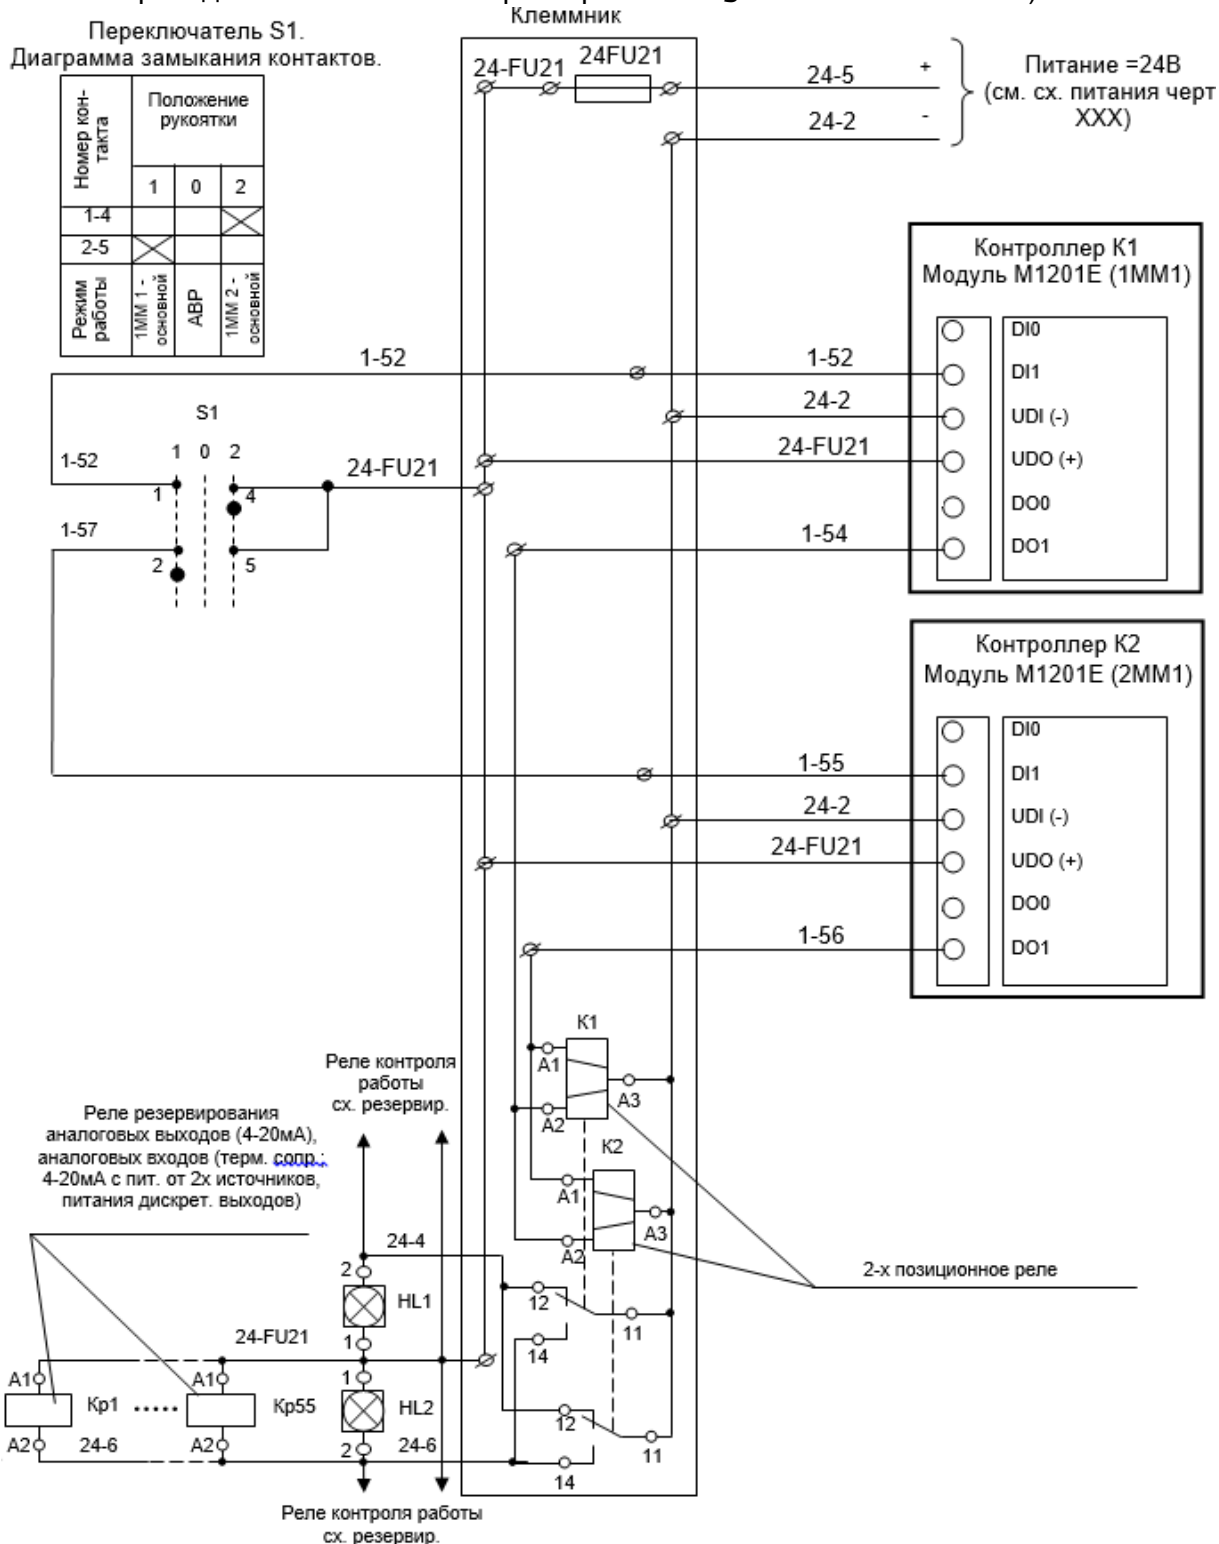 Клеммник
Переключатель S1.
Диаграмма замыкания контактов.
Номер кон-
такта
Положение
рукоятки
1
0
2
1-4
2-5
Режим
работы
1ММ 1 -
основной
АВР
1ММ 2 -
основной
24-FU21
24FU21
24-5
+
24-2
-
Питание =24В
(см. сх. питания черт
XXX)
Контроллер К1
Модуль М1201Е (1ММ1)
DI0
DI1
UDI (-)
UDO (+)
DO0
DO1
1-52
1-52
24-2
24-FU21
1-54
S1
1 0 2
1-52
1
4
24-FU21
1-57
2
5
Контроллер К2
Модуль М1201Е (2ММ1)
DI0
DI1
UDI (-)
UDO (+)
DO0
DO1
1-55
24-2
24-FU21
1-56
К1
A1
A2
A3
К2
A1
A2
A3
2-х позиционное реле
Реле контроля
работы
сх. резервир.
Реле резервирования
аналоговых выходов (4-20мА),
аналоговых входов (терм. сопр.;
4-20мА с пит. от 2х источников,
питания дискрет. выходов)
24-4
2
HL1
1
12
11
14
24-FU21
1
HL2
2
A1
Кр1
A2
24-6
A1
Кр55
A2
24-6
12
11
14
Реле контроля работы
сх. резервир.